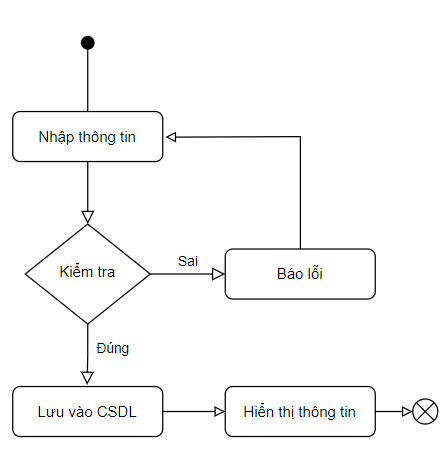 Nhập thông tin
Kiểm tra
Sai
Báo lỗi
Đúng
Lưu vào CSDL
Hiển thị thông tin